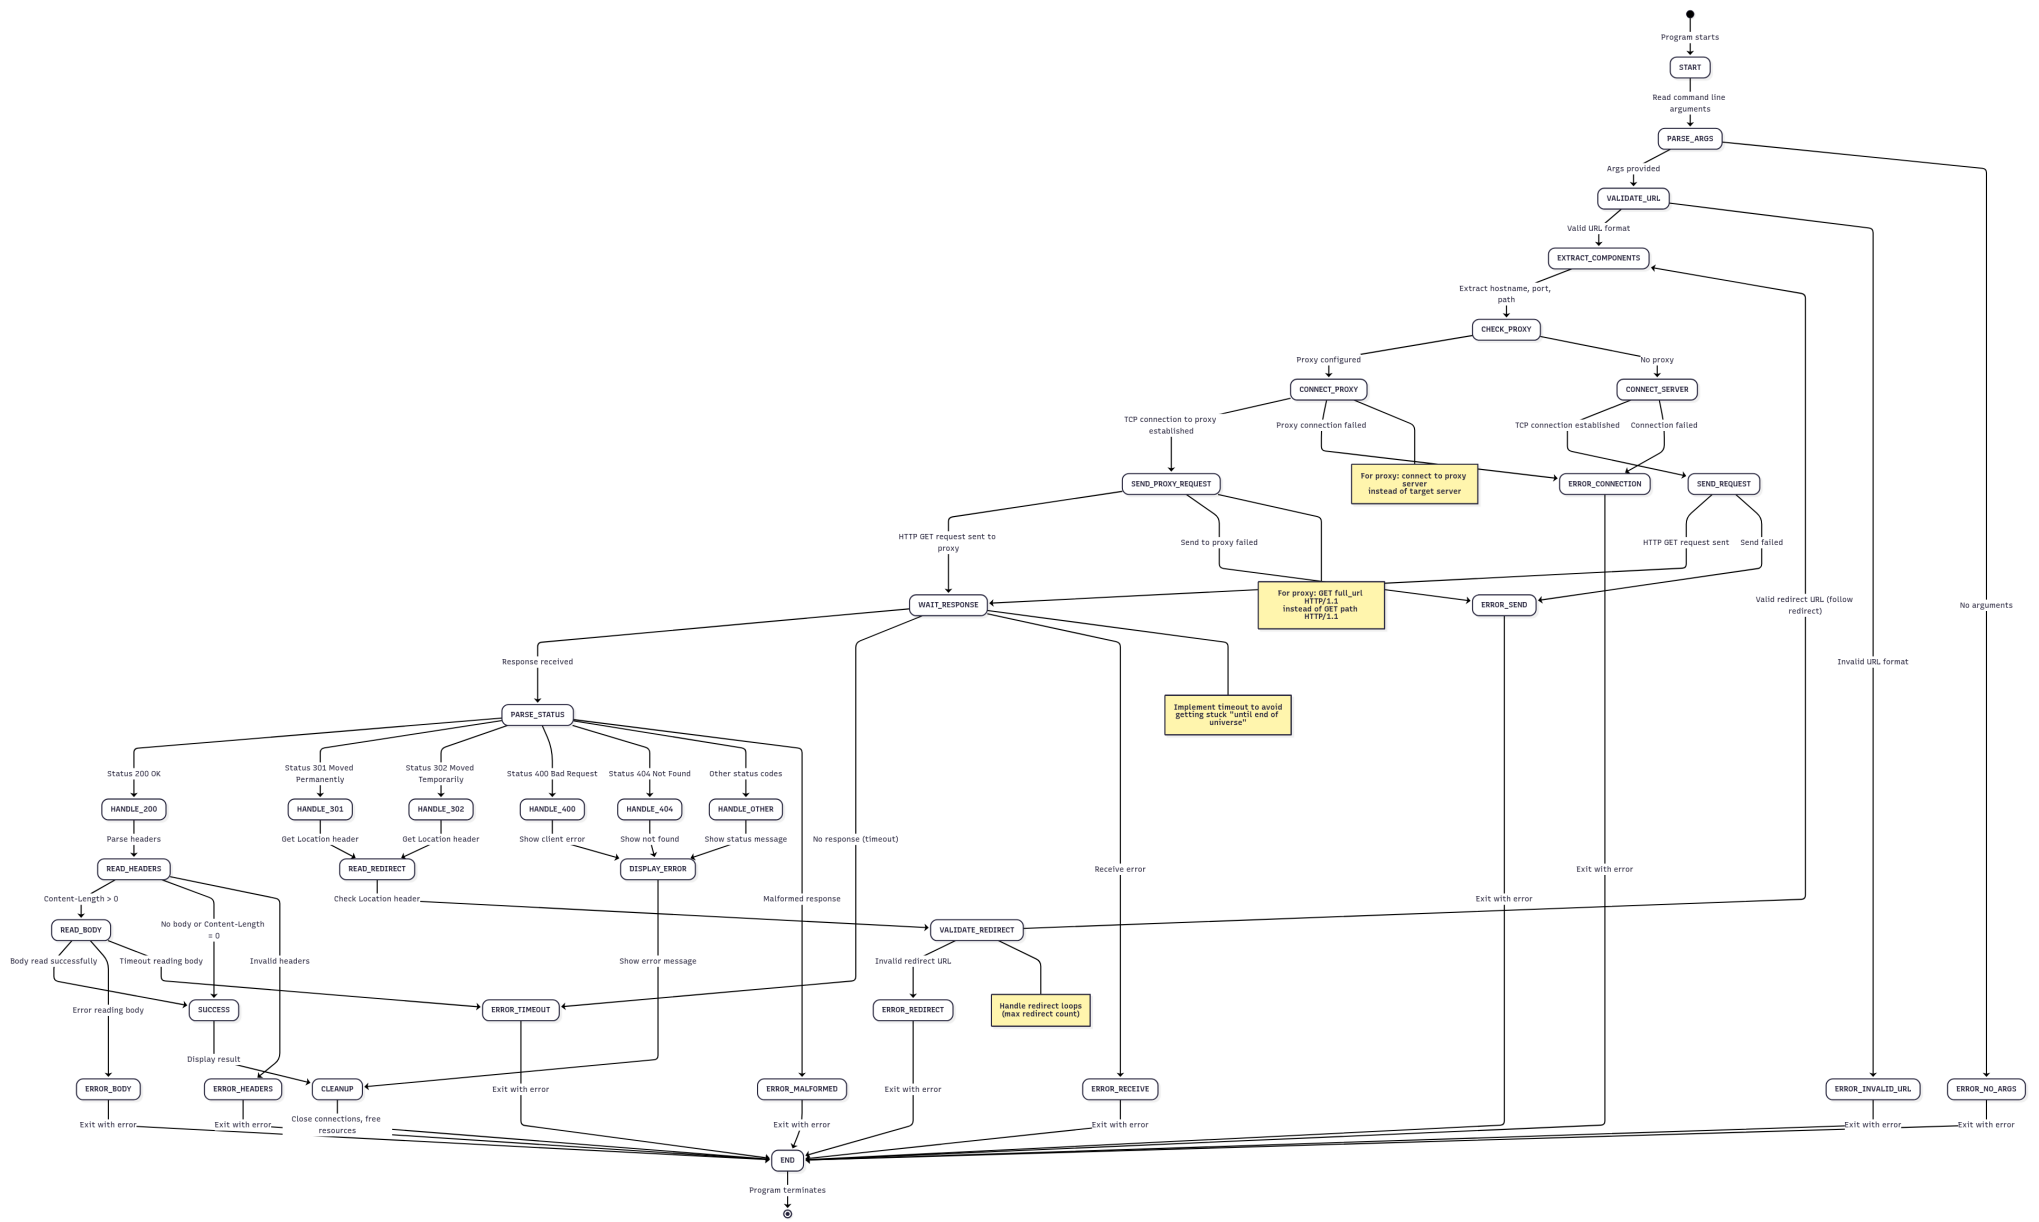 Program starts
START
Read command line
arguments
PARSE_ARGS
Args provided
VALIDATE_URL
Valid URL format
EXTRACT_COMPONENTS
Extract hostname, port,
path
CHECK_PROXY
Proxy configured
No proxy
CONNECT_PROXY
CONNECT_SERVER
TCP connection to proxy
established
Proxy connection failed
TCP connection established
Connection failed
For proxy: connect to proxy
server
instead of target server
SEND_PROXY_REQUEST
ERROR_CONNECTION
SEND_REQUEST
HTTP GET request sent to
proxy
Send to proxy failed
HTTP GET request sent
Send failed
WAIT_RESPONSE
For proxy: GET full_url
HTTP/1.1
instead of GET path
HTTP/1.1
ERROR_SEND
Valid redirect URL (follow
redirect)
No arguments
Response received
Invalid URL format
PARSE_STATUS
Implement timeout to avoid
getting stuck "until end of
universe"
Status 200 OK
Status 301 Moved
Permanently
Status 302 Moved
Temporarily
Status 400 Bad Request
Status 404 Not Found
Other status codes
HANDLE_200
HANDLE_301
HANDLE_302
HANDLE_400
HANDLE_404
HANDLE_OTHER
Parse headers
Get Location header
Get Location header
Show client error
Show not found
Show status message
No response (timeout)
READ_HEADERS
READ_REDIRECT
DISPLAY_ERROR
Receive error
Exit with error
Content-Length > 0
Check Location header
Malformed response
Exit with error
No body or Content-Length
= 0
READ_BODY
VALIDATE_REDIRECT
Body read successfully
Timeout reading body
Invalid headers
Show error message
Invalid redirect URL
Error reading body
SUCCESS
ERROR_TIMEOUT
ERROR_REDIRECT
Handle redirect loops
(max redirect count)
Display result
ERROR_BODY
ERROR_HEADERS
CLEANUP
Exit with error
ERROR_MALFORMED
Exit with error
ERROR_RECEIVE
ERROR_INVALID_URL
ERROR_NO_ARGS
Exit with error
Exit with error
Close connections, free
resources
Exit with error
Exit with error
Exit with error
Exit with error
END
Program terminates